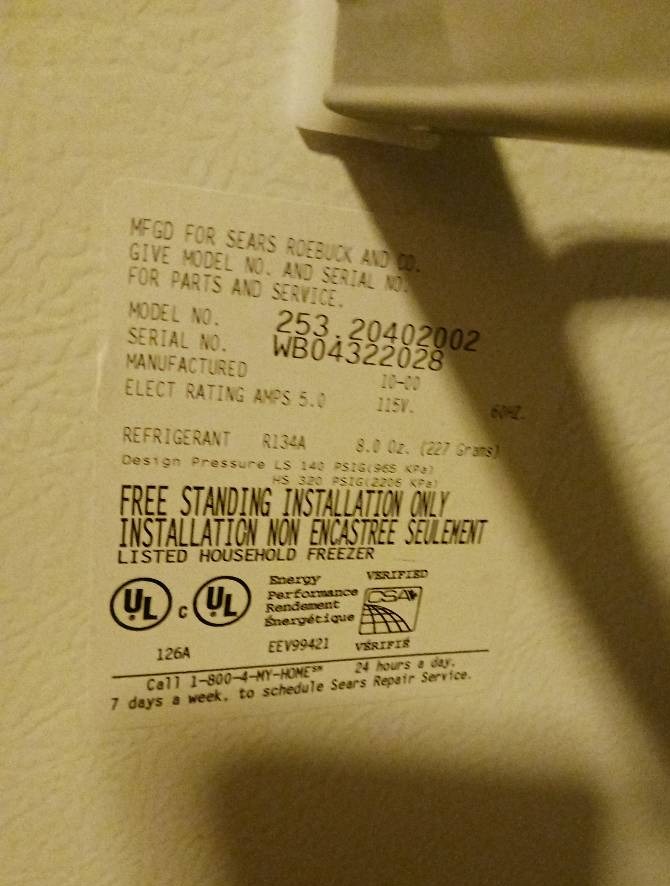 MFGD FOR SEARS ROEBUCK AND CO.
GIVE MODEL NO. AND SERIAL NO.
FOR PARTS AND SERVICE.
MODEL NO. 253.20402002
SERIAL NO. WB04322028
MANUFACTURED 10-00
ELECT RATING AMPS 5.0 115V. 60HZ.
REFRIGERANT R134A 8.0 Oz. (227 Grams)
Design Pressure LS 140 PSIG(965 KPa)
HS 320 PSIG(2206 KPa)
FREE STANDING INSTALLATION ONLY
INSTALLATION NON ENCASTREE SEULEMENT
LISTED HOUSEHOLD FREEZER
UL c UL
Energy
Performance
Rendement
Énergétique
VERIFIED
CSA
VÉRIFIÉ
126A EEV99421
Call 1-800-4-MY-HOME℠ 24 hours a day,
7 days a week, to schedule Sears Repair Service.